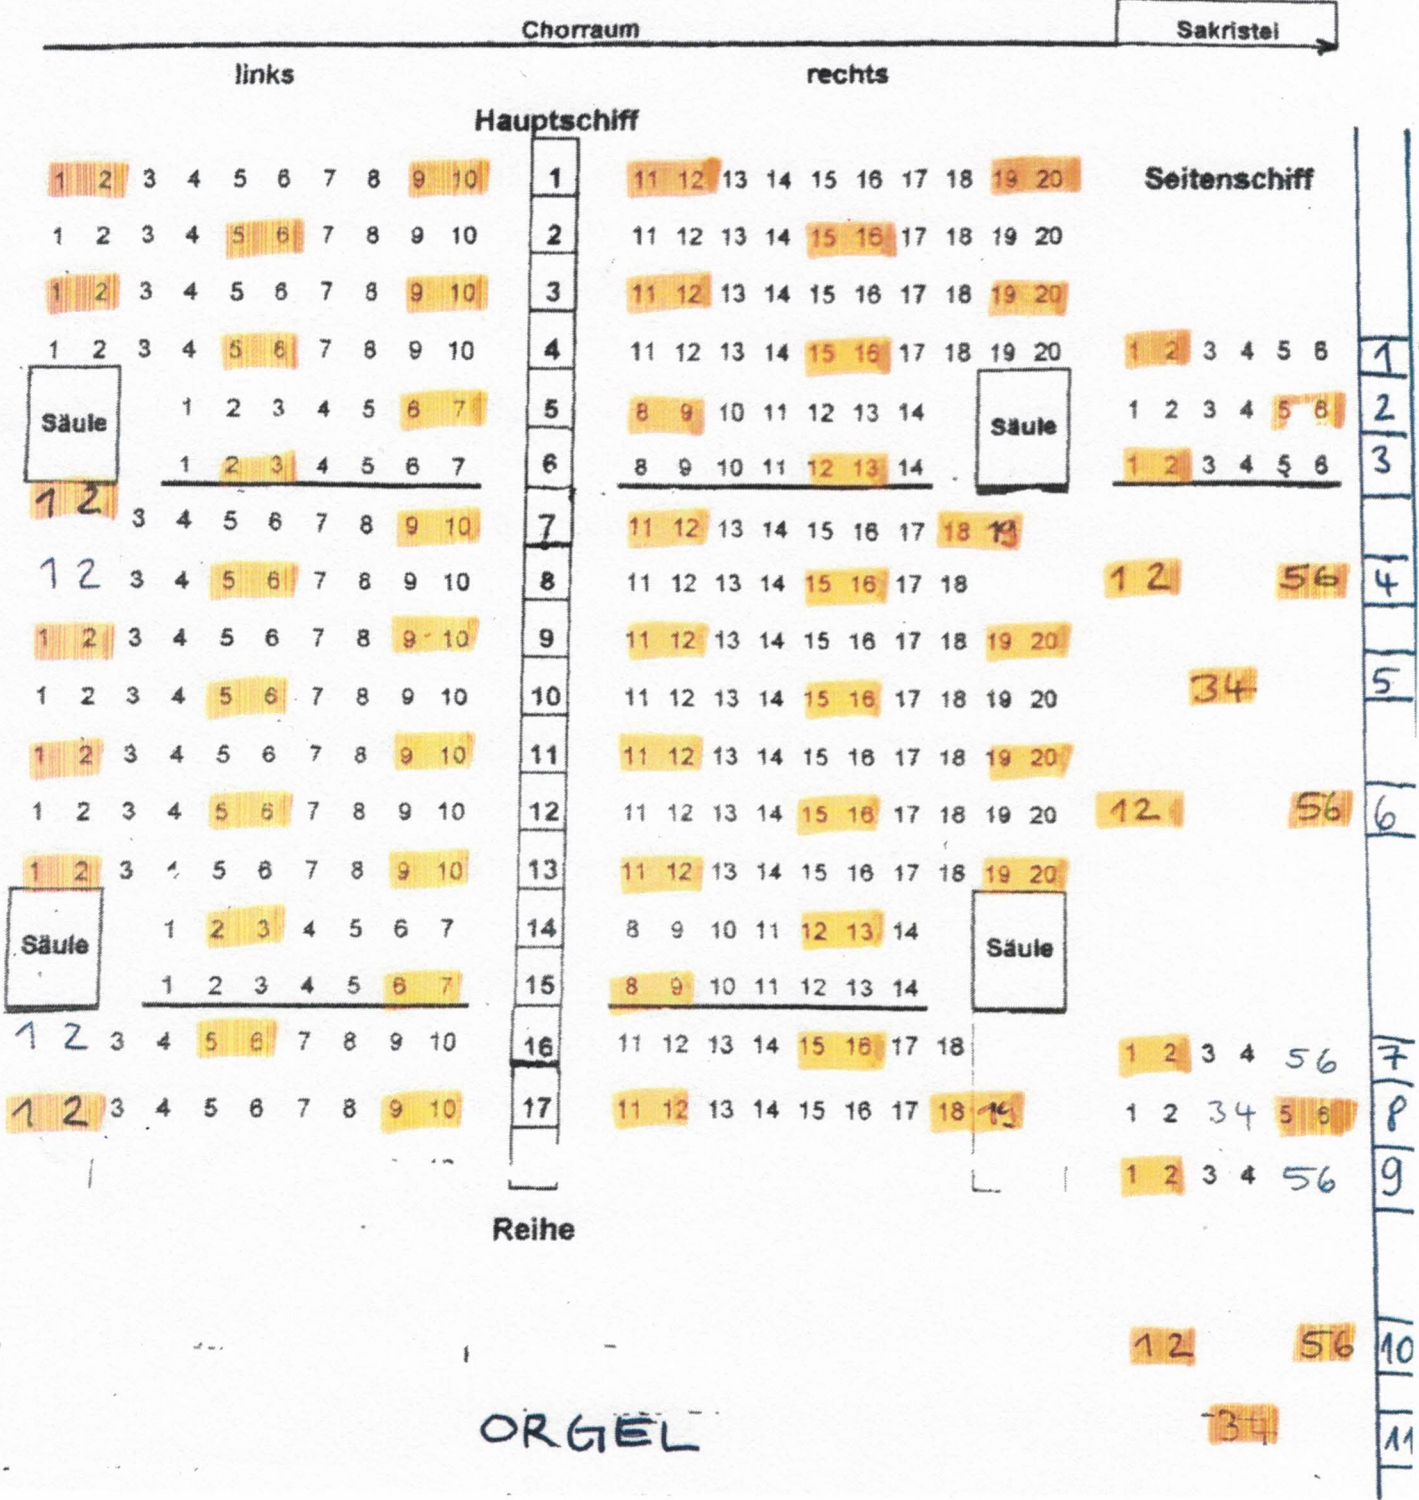 Chorraum Sakristei
links rechts
Hauptschiff
1 2 3 4 5 6 7 8 9 10 1 11 12 13 14 15 16 17 18 19 20 Seitenschiff
1 2 3 4 5 6 7 8 9 10 2 11 12 13 14 15 16 17 18 19 20
1 2 3 4 5 6 7 8 9 10 3 11 12 13 14 15 16 17 18 19 20
1 2 3 4 5 6 7 8 9 10 4 11 12 13 14 15 16 17 18 19 20 1 2 3 4 5 6 1
Säule 1 2 3 4 5 6 7 5 8 9 10 11 12 13 14 Säule 1 2 3 4 5 6 2
1 2 3 4 5 6 7 6 8 9 10 11 12 13 14 1 2 3 4 5 6 3
1 2 3 4 5 6 7 8 9 10 7 11 12 13 14 15 16 17 18 19
1 2 3 4 5 6 7 8 9 10 8 11 12 13 14 15 16 17 18 1 2 5 6 4
1 2 3 4 5 6 7 8 9 10 9 11 12 13 14 15 16 17 18 19 20
1 2 3 4 5 6 7 8 9 10 10 11 12 13 14 15 16 17 18 19 20 3 4 5
1 2 3 4 5 6 7 8 9 10 11 11 12 13 14 15 16 17 18 19 20
1 2 3 4 5 6 7 8 9 10 12 11 12 13 14 15 16 17 18 19 20 1 2 5 6 6
1 2 3 4 5 6 7 8 9 10 13 11 12 13 14 15 16 17 18 19 20
Säule 1 2 3 4 5 6 7 14 8 9 10 11 12 13 14 Säule
1 2 3 4 5 6 7 15 8 9 10 11 12 13 14
1 2 3 4 5 6 7 8 9 10 16 11 12 13 14 15 16 17 18 1 2 3 4 5 6 7
1 2 3 4 5 6 7 8 9 10 17 11 12 13 14 15 16 17 18 19 1 2 3 4 5 6 8
1 2 3 4 5 6 9
Reihe
1 2 5 6 10
ORGEL 3 4 11